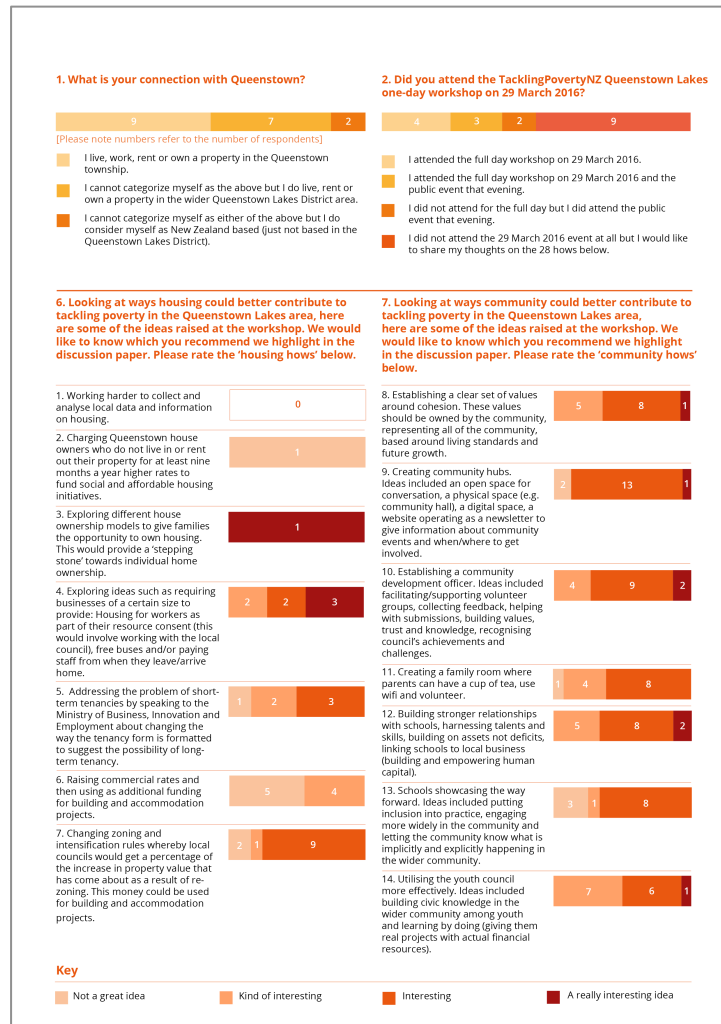 1. What is your connection with Queenstown?
9 7 2
[Please note numbers refer to the number of respondents]
I live, work, rent or own a property in the Queenstown
township.
I cannot categorize myself as the above but I do live, rent or
own a property in the wider Queenstown Lakes District area.
I cannot categorize myself as either of the above but I do
consider myself as New Zealand based (just not based in the
Queenstown Lakes District).
2. Did you attend the TacklingPovertyNZ Queenstown Lakes
one-day workshop on 29 March 2016?
4 3 2 9
I attended the full day workshop on 29 March 2016.
I attended the full day workshop on 29 March 2016 and the
public event that evening.
I did not attend for the full day but I did attend the public
event that evening.
I did not attend the 29 March 2016 event at all but I would like
to share my thoughts on the 28 hows below.
6. Looking at ways housing could better contribute to
tackling poverty in the Queenstown Lakes area, here
are some of the ideas raised at the workshop. We would
like to know which you recommend we highlight in the
discussion paper. Please rate the ‘housing hows’ below.
1. Working harder to collect and
analyse local data and information
on housing.
0
2. Charging Queenstown house
owners who do not live in or rent
out their property for at least nine
months a year higher rates to
fund social and affordable housing
initiatives.
1
3. Exploring different house
ownership models to give families
the opportunity to own housing.
This would provide a ‘stepping
stone’ towards individual home
ownership.
1
4. Exploring ideas such as requiring
businesses of a certain size to
provide: Housing for workers as
part of their resource consent (this
would involve working with the local
council), free buses and/or paying
staff from when they leave/arrive
home.
2 2 3
5. Addressing the problem of short-
term tenancies by speaking to the
Ministry of Business, Innovation and
Employment about changing the
way the tenancy form is formatted
to suggest the possibility of long-
term tenancy.
1 2 3
6. Raising commercial rates and
then using as additional funding
for building and accommodation
projects.
5 4
7. Changing zoning and
intensification rules whereby local
councils would get a percentage of
the increase in property value that
has come about as a result of re-
zoning. This money could be used
for building and accommodation
projects.
2 1 9
7. Looking at ways community could better contribute to
tackling poverty in the Queenstown Lakes area,
here are some of the ideas raised at the workshop. We
would like to know which you recommend we highlight
in the discussion paper. Please rate the ‘community hows’
below.
8. Establishing a clear set of values
around cohesion. These values
should be owned by the community,
representing all of the community,
based around living standards and
future growth.
5 8 1
9. Creating community hubs.
Ideas included an open space for
conversation, a physical space (e.g.
community hall), a digital space, a
website operating as a newsletter to
give information about community
events and when/where to get
involved.
2 13 1
10. Establishing a community
development officer. Ideas included
facilitating/supporting volunteer
groups, collecting feedback, helping
with submissions, building values,
trust and knowledge, recognising
council’s achievements and
challenges.
4 9 2
11. Creating a family room where
parents can have a cup of tea, use
wifi and volunteer.
1 4 8
12. Building stronger relationships
with schools, harnessing talents and
skills, building on assets not deficits,
linking schools to local business
(building and empowering human
capital).
5 8 2
13. Schools showcasing the way
forward. Ideas included putting
inclusion into practice, engaging
more widely in the community and
letting the community know what is
implicitly and explicitly happening in
the wider community.
3 1 8
14. Utilising the youth council
more effectively. Ideas included
building civic knowledge in the
wider community among youth
and learning by doing (giving them
real projects with actual financial
resources).
7 6 1
Key
Not a great idea
Kind of interesting
Interesting
A really interesting idea